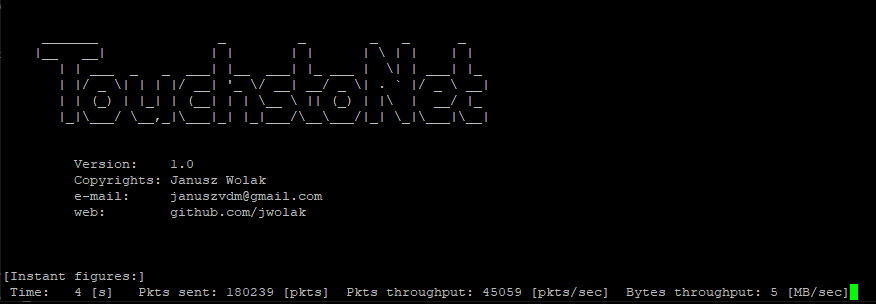 TouchstoNet
Version: 1.0
Copyrights: Janusz Wolak
e-mail: januszvdm@gmail.com
web: github.com/jwolak
[Instant figures:]
Time: 4 [s] Pkts sent: 180239 [pkts] Pkts throughput: 45059 [pkts/sec] Bytes throughput: 5 [MB/sec]